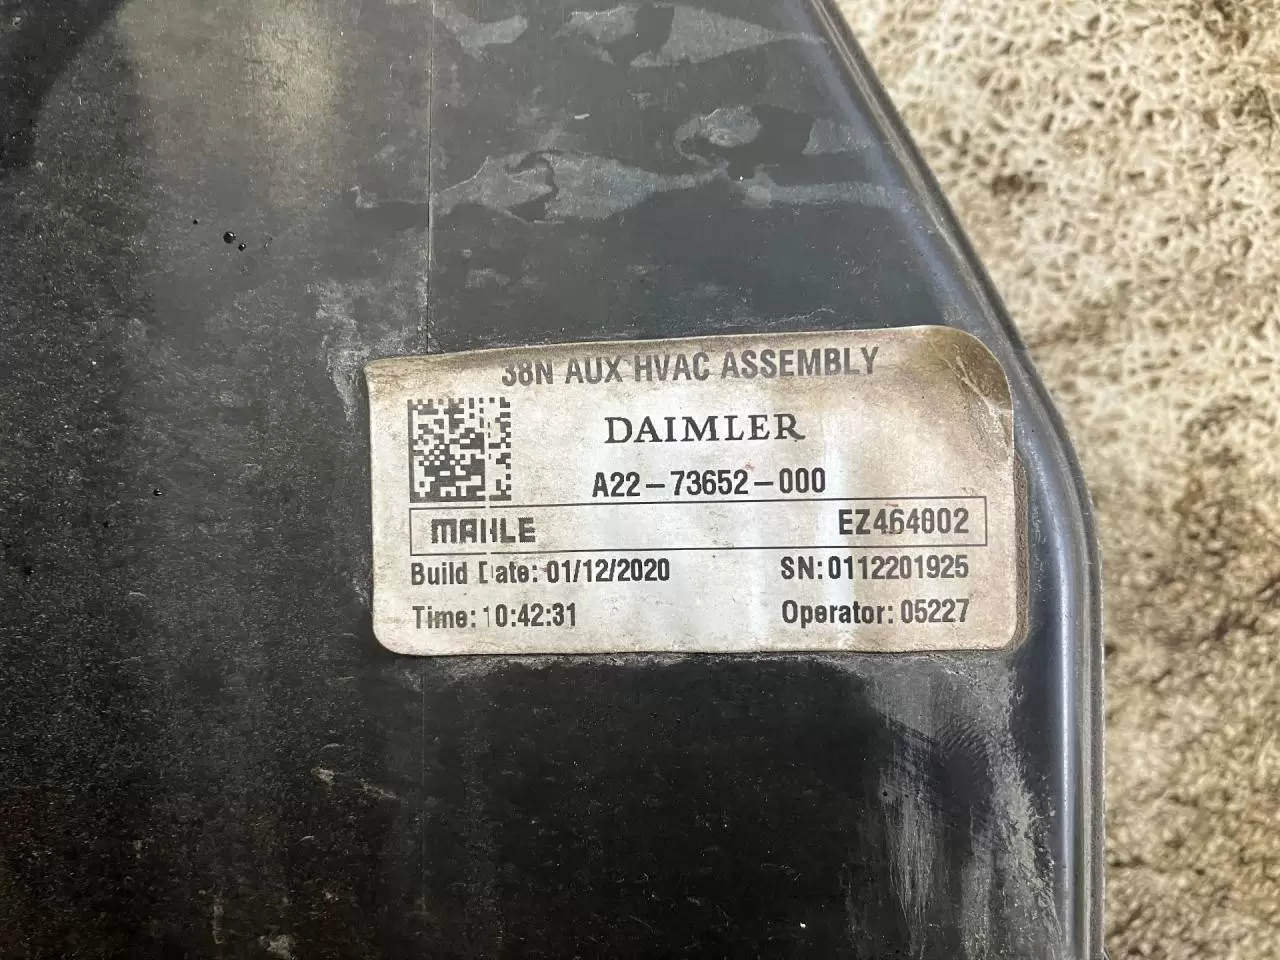 38N AUX HVAC ASSEMBLY
DAIMLER
A22-73652-000
MAHLE EZ464002
Build Date: 01/12/2020 SN:0112201925
Time: 10:42:31 Operator: 05227